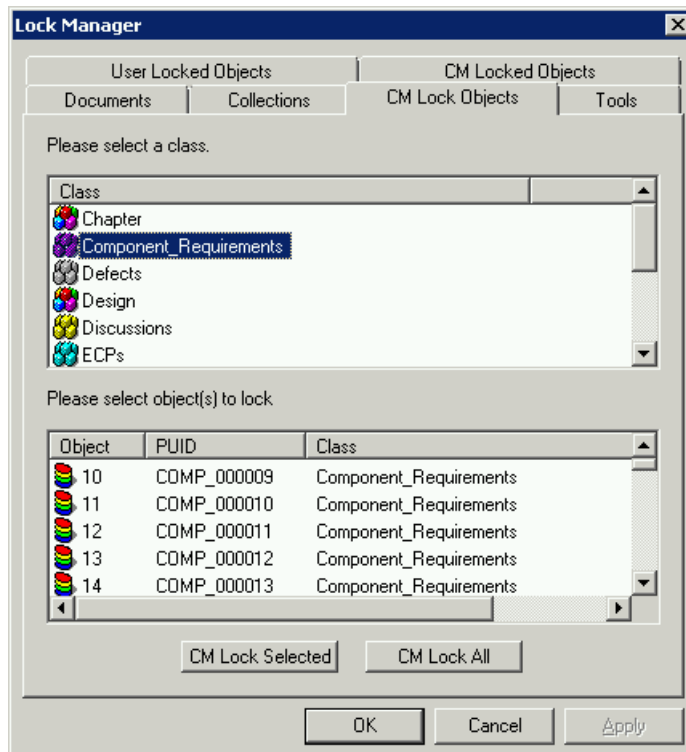 Lock Manager
User Locked Objects CM Locked Objects
Documents Collections CM Lock Objects Tools
Please select a class.
Class
Chapter
Component_Requirements
Defects
Design
Discussions
ECPs
Please select object(s) to lock
Object PUID Class
10 COMP_000009 Component_Requirements
11 COMP_000010 Component_Requirements
12 COMP_000011 Component_Requirements
13 COMP_000012 Component_Requirements
14 COMP_000013 Component_Requirements
CM Lock Selected CM Lock All
OK Cancel Apply